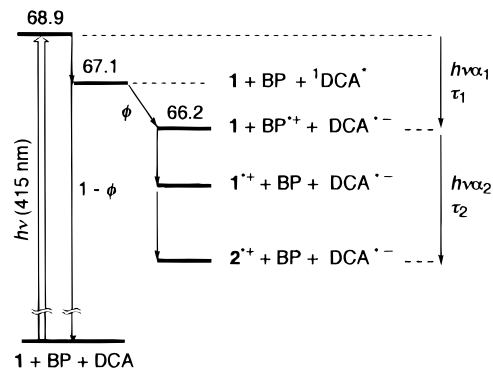 68.9
67.1
1 + BP + ¹DCA*
hνα₁
τ₁
ϕ
66.2
1 + BP•⁺ + DCA•⁻
hν (415 nm)
1 - ϕ
1•⁺ + BP + DCA•⁻
hνα₂
τ₂
2•⁺ + BP + DCA•⁻
1 + BP + DCA